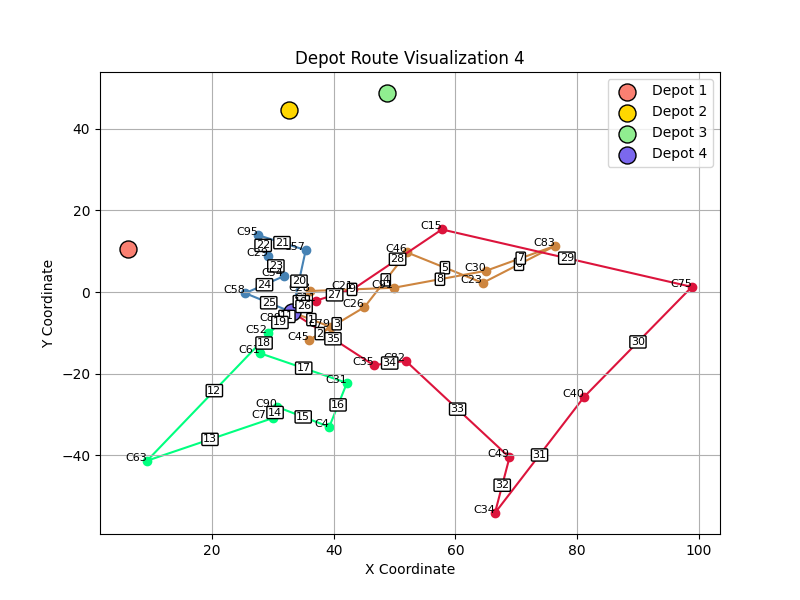 Depot Route Visualization 4
Depot 1
Depot 2
Depot 3
Depot 4
Y Coordinate
40
20
0
−20
−40
20
40
60
80
100
X Coordinate
C15
C95
22
21
C46
28
C83
29
23
5
7
C30
C23
8
4
24
20
C58
25
26
27
9
C75
C26
19
1
3
2
C45
35
C52
18
C61
17
C35
34
30
C31
12
C40
16
C90
C7
14
15
C4
33
13
C63
C49
31
32
C34